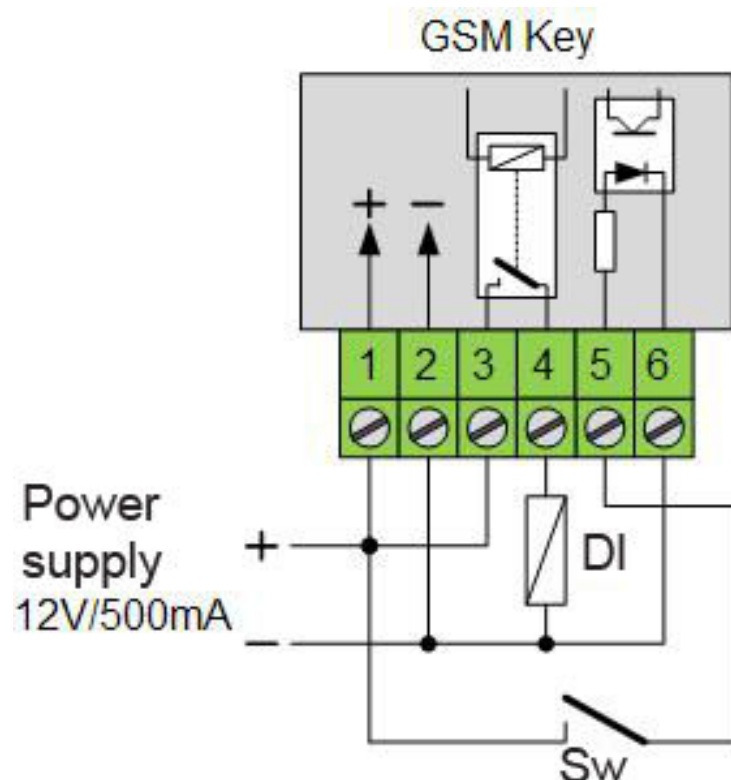 GSM Key
+ −
1 2 3 4 5 6
Power
supply
12V/500mA
+
−
DI
Sw